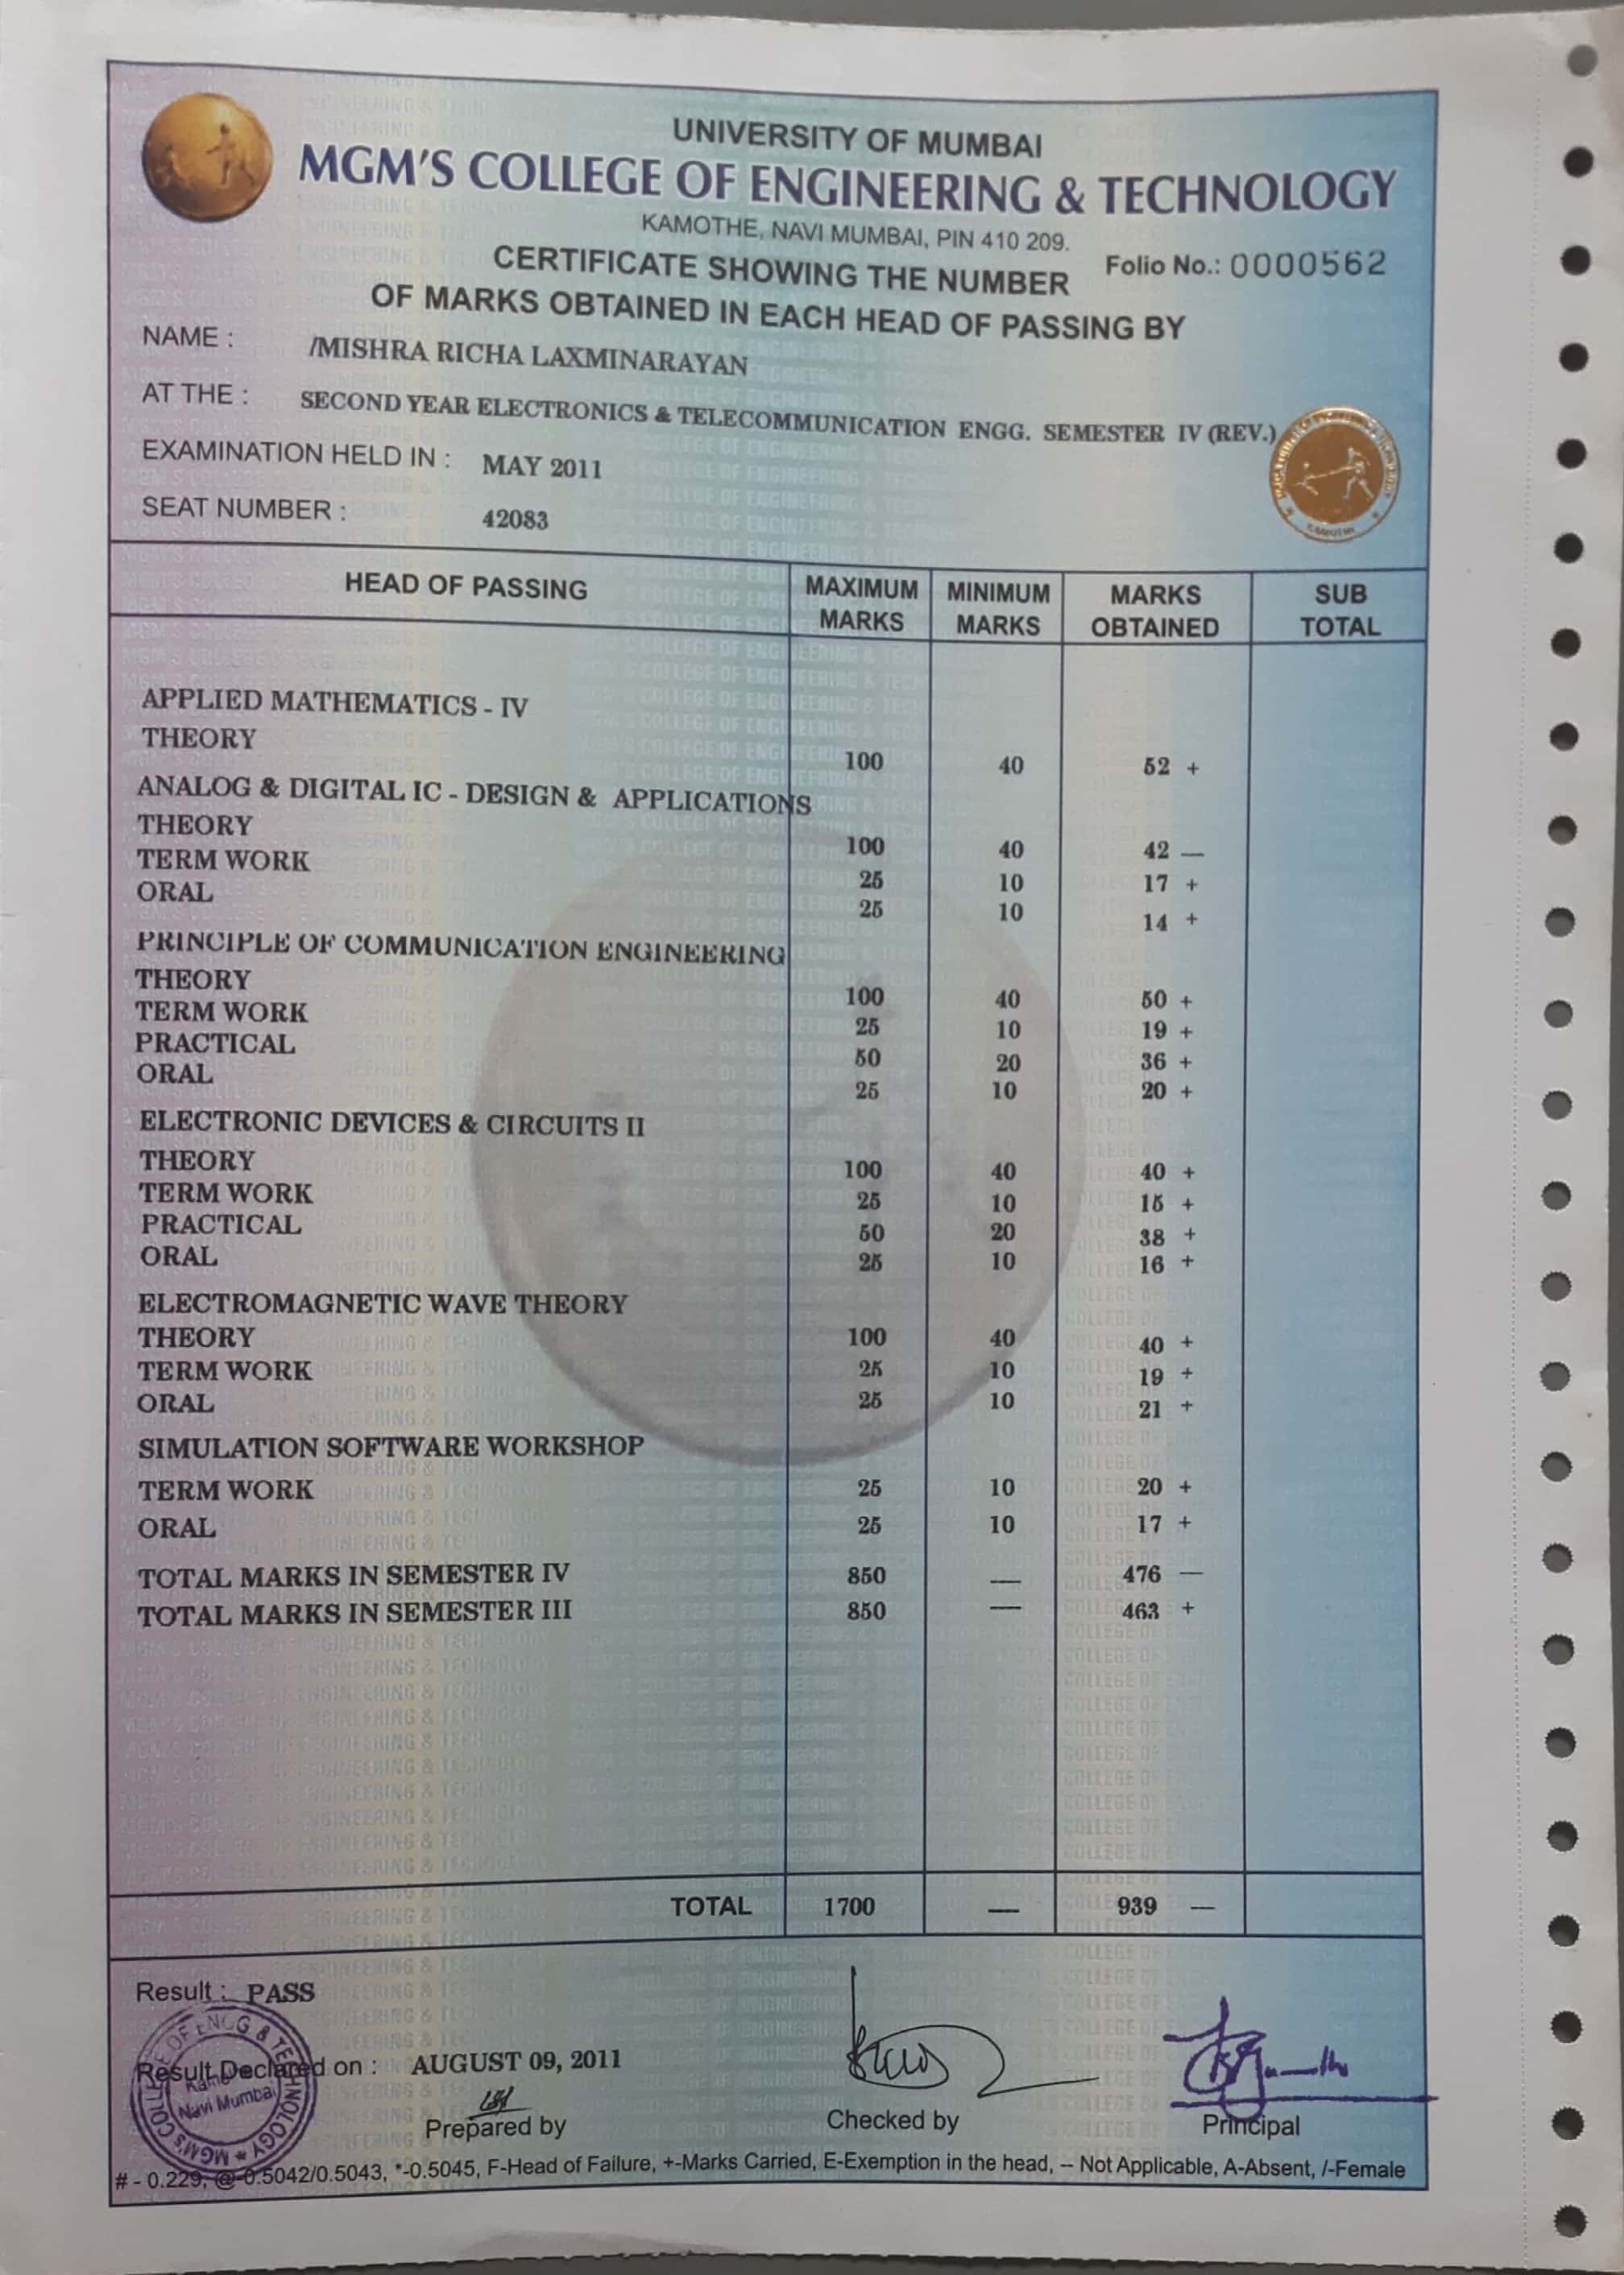 UNIVERSITY OF MUMBAI
MGM'S COLLEGE OF ENGINEERING & TECHNOLOGY
KAMOTHE, NAVI MUMBAI, PIN 410 209.
CERTIFICATE SHOWING THE NUMBER Folio No.: 0000562
OF MARKS OBTAINED IN EACH HEAD OF PASSING BY
NAME : /MISHRA RICHA LAXMINARAYAN
AT THE : SECOND YEAR ELECTRONICS & TELECOMMUNICATION ENGG. SEMESTER IV (REV.)
EXAMINATION HELD IN : MAY 2011
SEAT NUMBER : 42083
HEAD OF PASSING MAXIMUM MARKS MINIMUM MARKS MARKS OBTAINED SUB TOTAL
APPLIED MATHEMATICS - IV
THEORY 100 40 52 +
ANALOG & DIGITAL IC - DESIGN & APPLICATIONS
THEORY 100 40 42 —
TERM WORK 25 10 17 +
ORAL 25 10 14 +
PRINCIPLE OF COMMUNICATION ENGINEERING
THEORY 100 40 50 +
TERM WORK 25 10 19 +
PRACTICAL 50 20 36 +
ORAL 25 10 20 +
ELECTRONIC DEVICES & CIRCUITS II
THEORY 100 40 40 +
TERM WORK 25 10 15 +
PRACTICAL 50 20 38 +
ORAL 25 10 16 +
ELECTROMAGNETIC WAVE THEORY
THEORY 100 40 40 +
TERM WORK 25 10 19 +
ORAL 25 10 21 +
SIMULATION SOFTWARE WORKSHOP
TERM WORK 25 10 20 +
ORAL 25 10 17 +
TOTAL MARKS IN SEMESTER IV 850 — 476 —
TOTAL MARKS IN SEMESTER III 850 — 463 +
TOTAL 1700 — 939 —
Result : PASS
Result Declared on : AUGUST 09, 2011
Navi Mumbai
MGM'S COLLEGE OF ENGG & TECHNOLOGY
Prepared by Checked by Principal
# - 0.229, @-0.5042/0.5043, *-0.5045, F-Head of Failure, +-Marks Carried, E-Exemption in the head, -- Not Applicable, A-Absent, /-Female